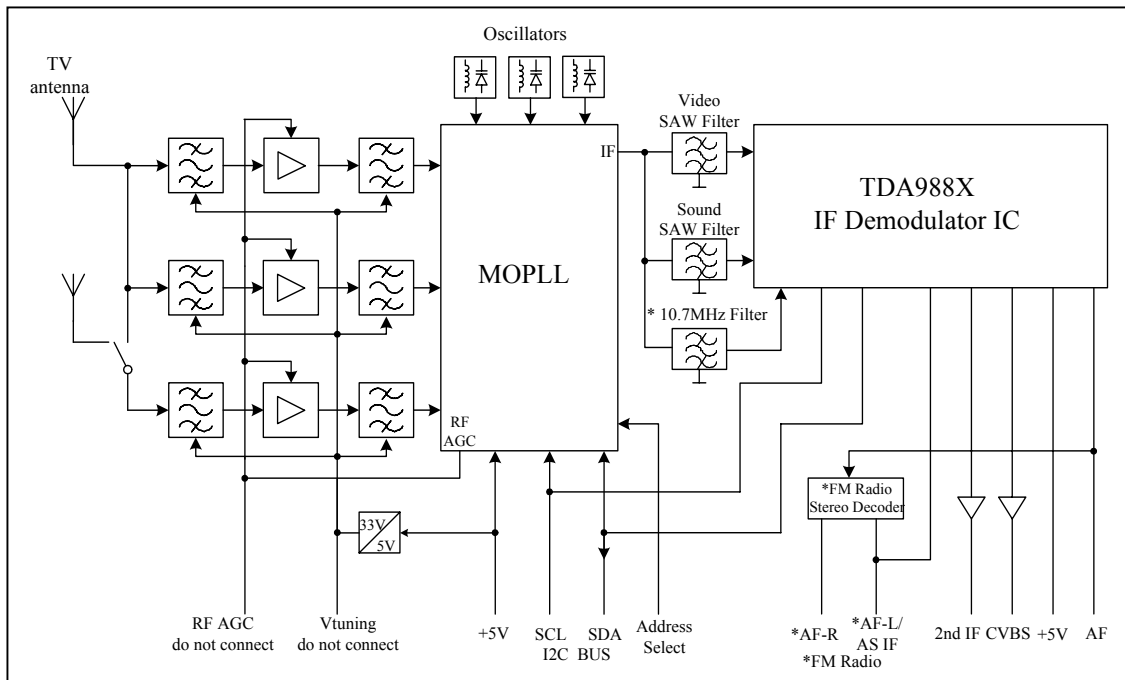 Oscillators
TV
antenna
Video
SAW Filter
IF
TDA988X
IF Demodulator IC
Sound
SAW Filter
MOPLL
* 10.7MHz Filter
RF
AGC
*FM Radio
Stereo Decoder
33V
5V
RF AGC
do not connect
Vtuning
do not connect
+5V
SCL
I2C
SDA
BUS
Address
Select
*AF-R
*FM Radio
*AF-L/
AS IF
2nd IF
CVBS
+5V
AF